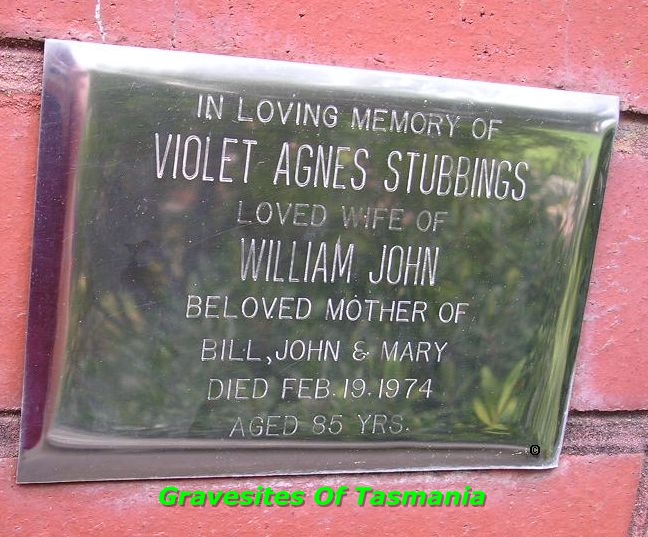 IN LOVING MEMORY OF
VIOLET AGNES STUBBINGS
LOVED WIFE OF
WILLIAM JOHN
BELOVED MOTHER OF
BILL, JOHN & MARY
DIED FEB. 19. 1974
AGED 85 YRS.
©
Gravesites Of Tasmania